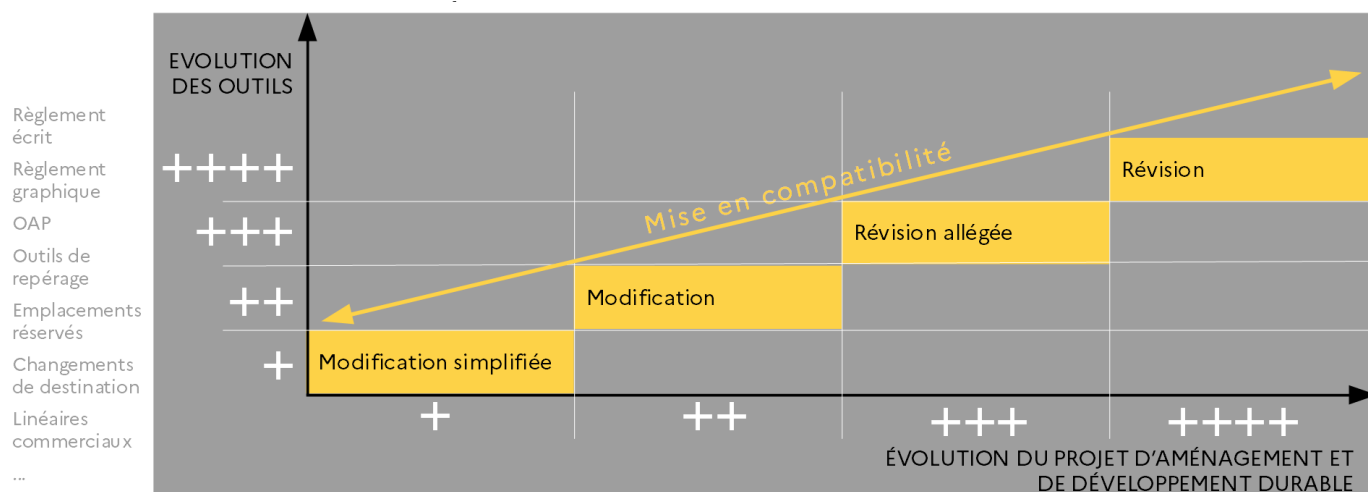 EVOLUTION
DES OUTILS
Règlement
écrit
Règlement
graphique
OAP
Outils de
repérage
Emplacements
réservés
Changements
de destination
Linéaires
commerciaux
...
++++
+++
++
+
Mise en compatibilité
Révision
Révision allégée
Modification
Modification simplifiée
+
++
+++
++++
ÉVOLUTION DU PROJET D'AMÉNAGEMENT ET
DE DÉVELOPPEMENT DURABLE